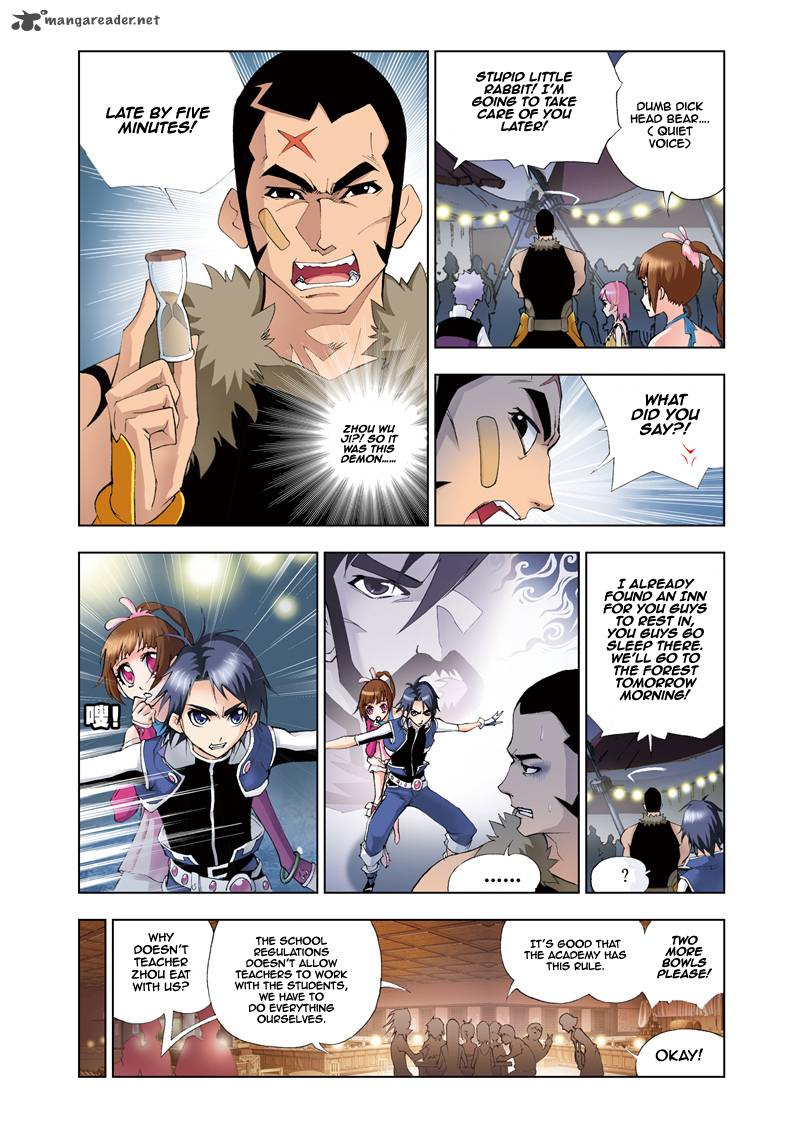 mangareader.net
LATE BY FIVE
MINUTES!
STUPID LITTLE
RABBIT! I'M
GOING TO TAKE
CARE OF YOU
LATER!
DUMB DICK
HEAD BEAR....
( QUIET
VOICE)
ZHOU WU
JI?! SO IT
WAS THIS
DEMON......
WHAT
DID YOU
SAY?!
嗖!
......
I ALREADY
FOUND AN INN
FOR YOU GUYS
TO REST IN,
YOU GUYS GO
SLEEP THERE.
WE'LL GO TO
THE FOREST
TOMORROW
MORNING!
?
WHY
DOESN'T
TEACHER
ZHOU EAT
WITH US?
THE SCHOOL
REGULATIONS
DOESN'T ALLOW
TEACHERS TO WORK
WITH THE STUDENTS,
WE HAVE TO
DO EVERYTHING
OURSELVES.
IT'S GOOD THAT
THE ACADEMY HAS
THIS RULE.
TWO
MORE
BOWLS
PLEASE!
OKAY!